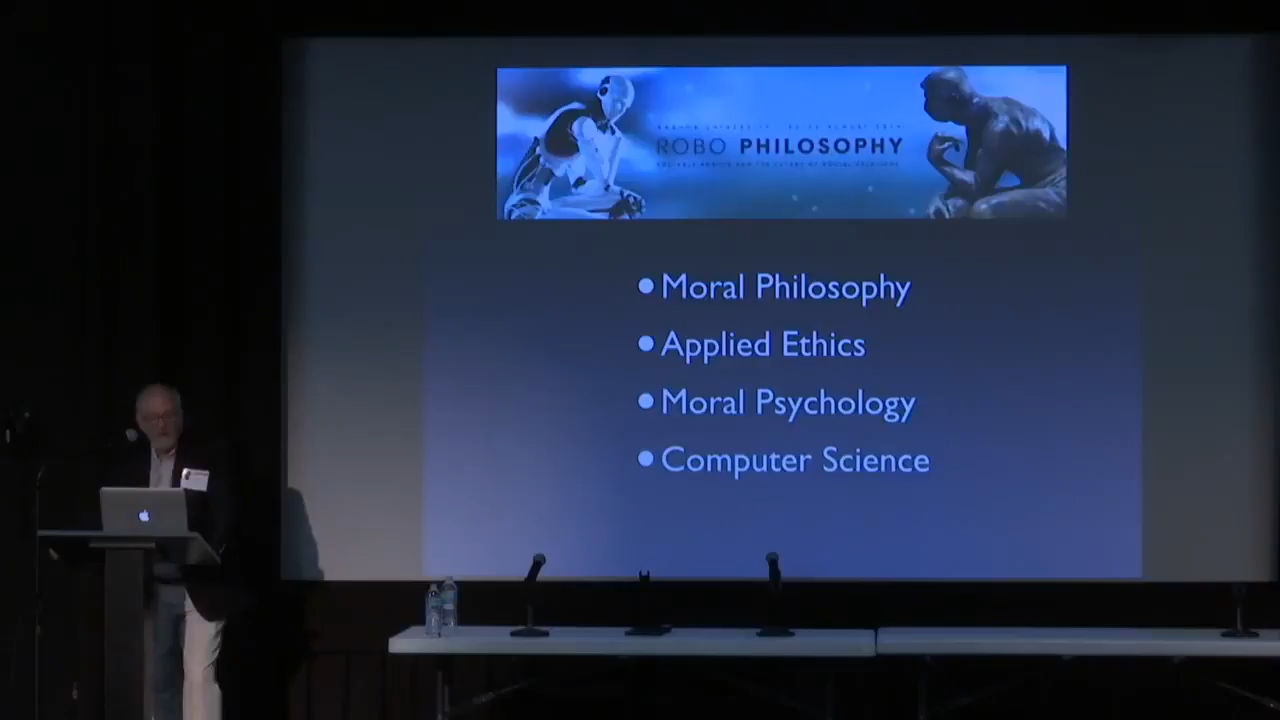 ROBO PHILOSOPHY
• Moral Philosophy
• Applied Ethics
• Moral Psychology
• Computer Science